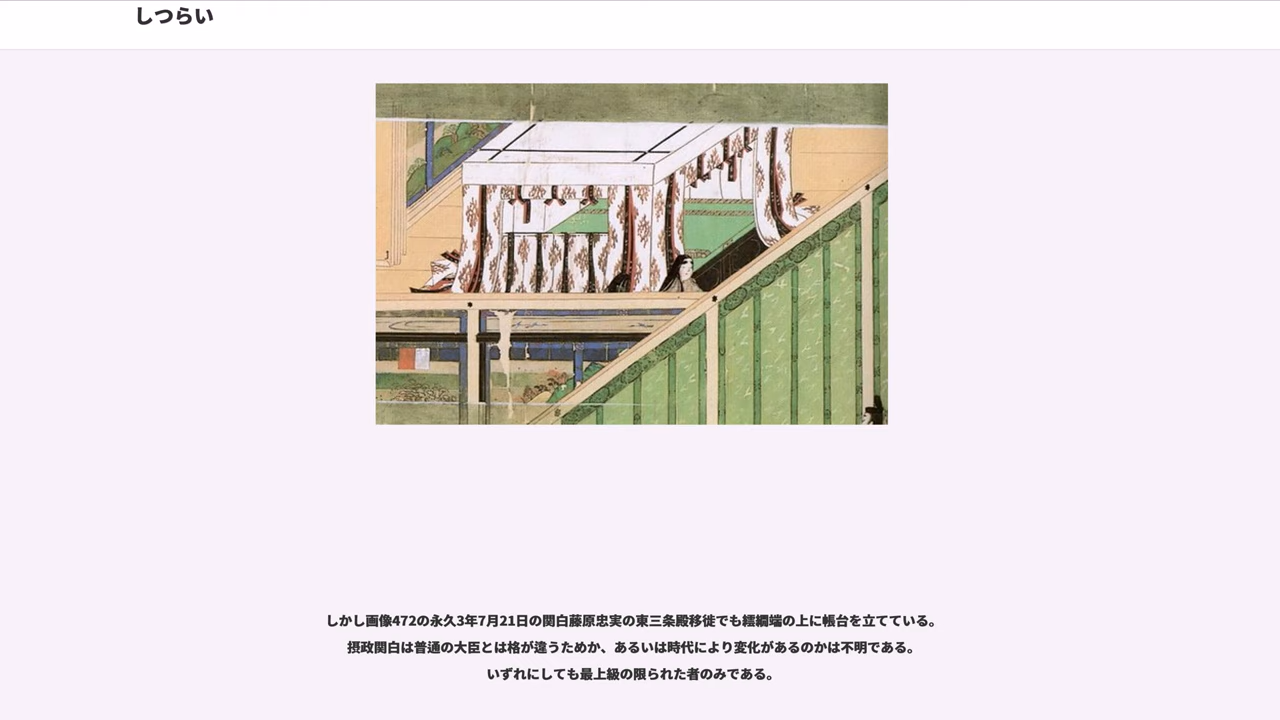 しつらい
しかし画像472の永久3年7月21日の関白藤原忠実の東三条殿移徙でも繧繝端の上に帳台を立てている。
摂政関白は普通の大臣とは格が違うためか、あるいは時代により変化があるのかは不明である。
いずれにしても最上級の限られた者のみである。